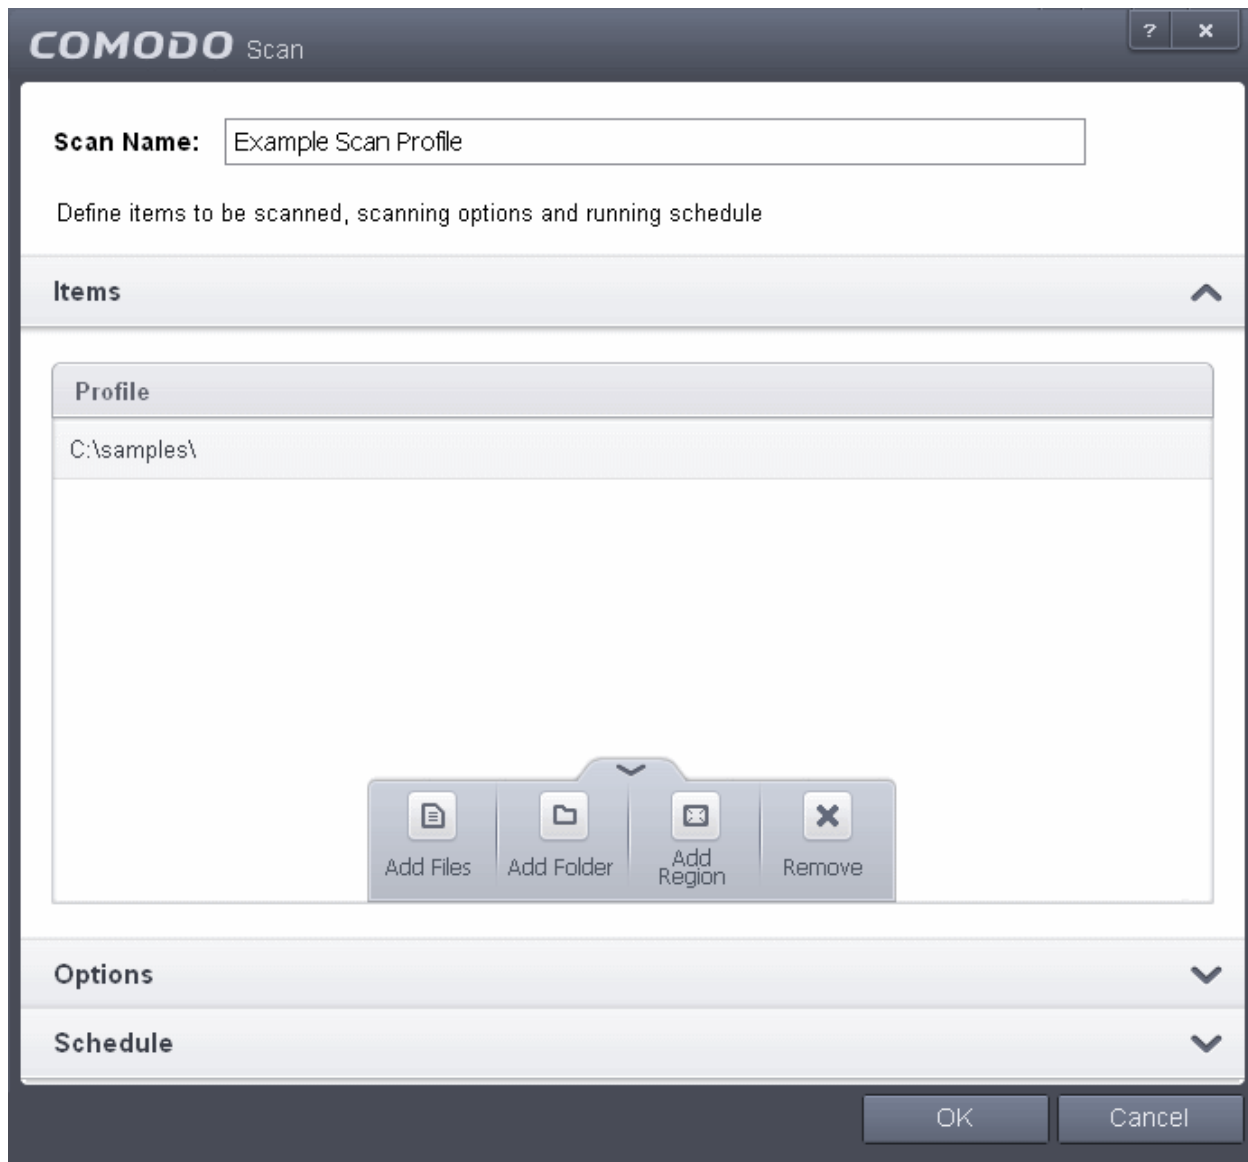 COMODO Scan
? ×
Scan Name: Example Scan Profile
Define items to be scanned, scanning options and running schedule
Items
Profile
C:\samples\
Add Files
Add Folder
Add
Region
Remove
Options
Schedule
OK
Cancel